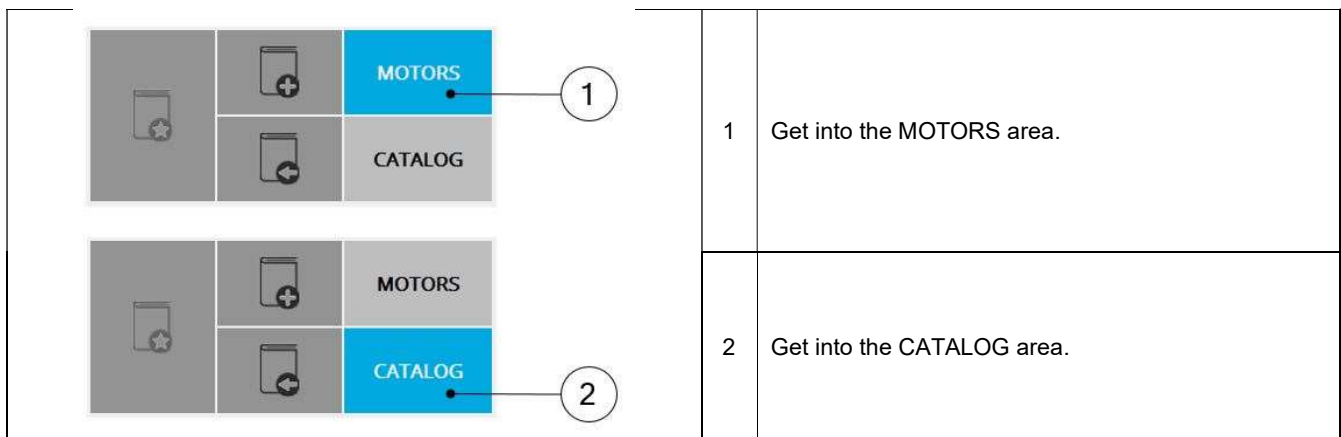 MOTORS
1
CATALOG
1 Get into the MOTORS area.
MOTORS
CATALOG
2
2 Get into the CATALOG area.